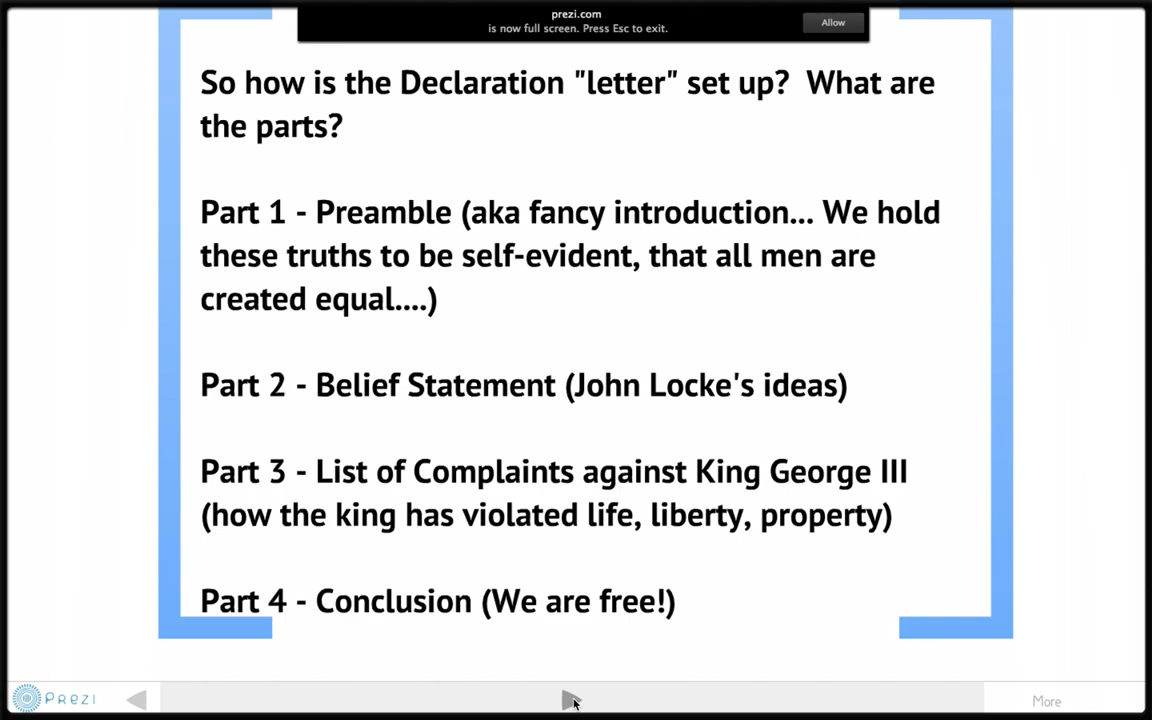 prezi.com
is now full screen. Press Esc to exit.
Allow
So how is the Declaration "letter" set up?  What are
the parts?
Part 1 - Preamble (aka fancy introduction... We hold
these truths to be self-evident, that all men are
created equal....)
Part 2 - Belief Statement (John Locke's ideas)
Part 3 - List of Complaints against King George III
(how the king has violated life, liberty, property)
Part 4 - Conclusion (We are free!)
PREZI
More